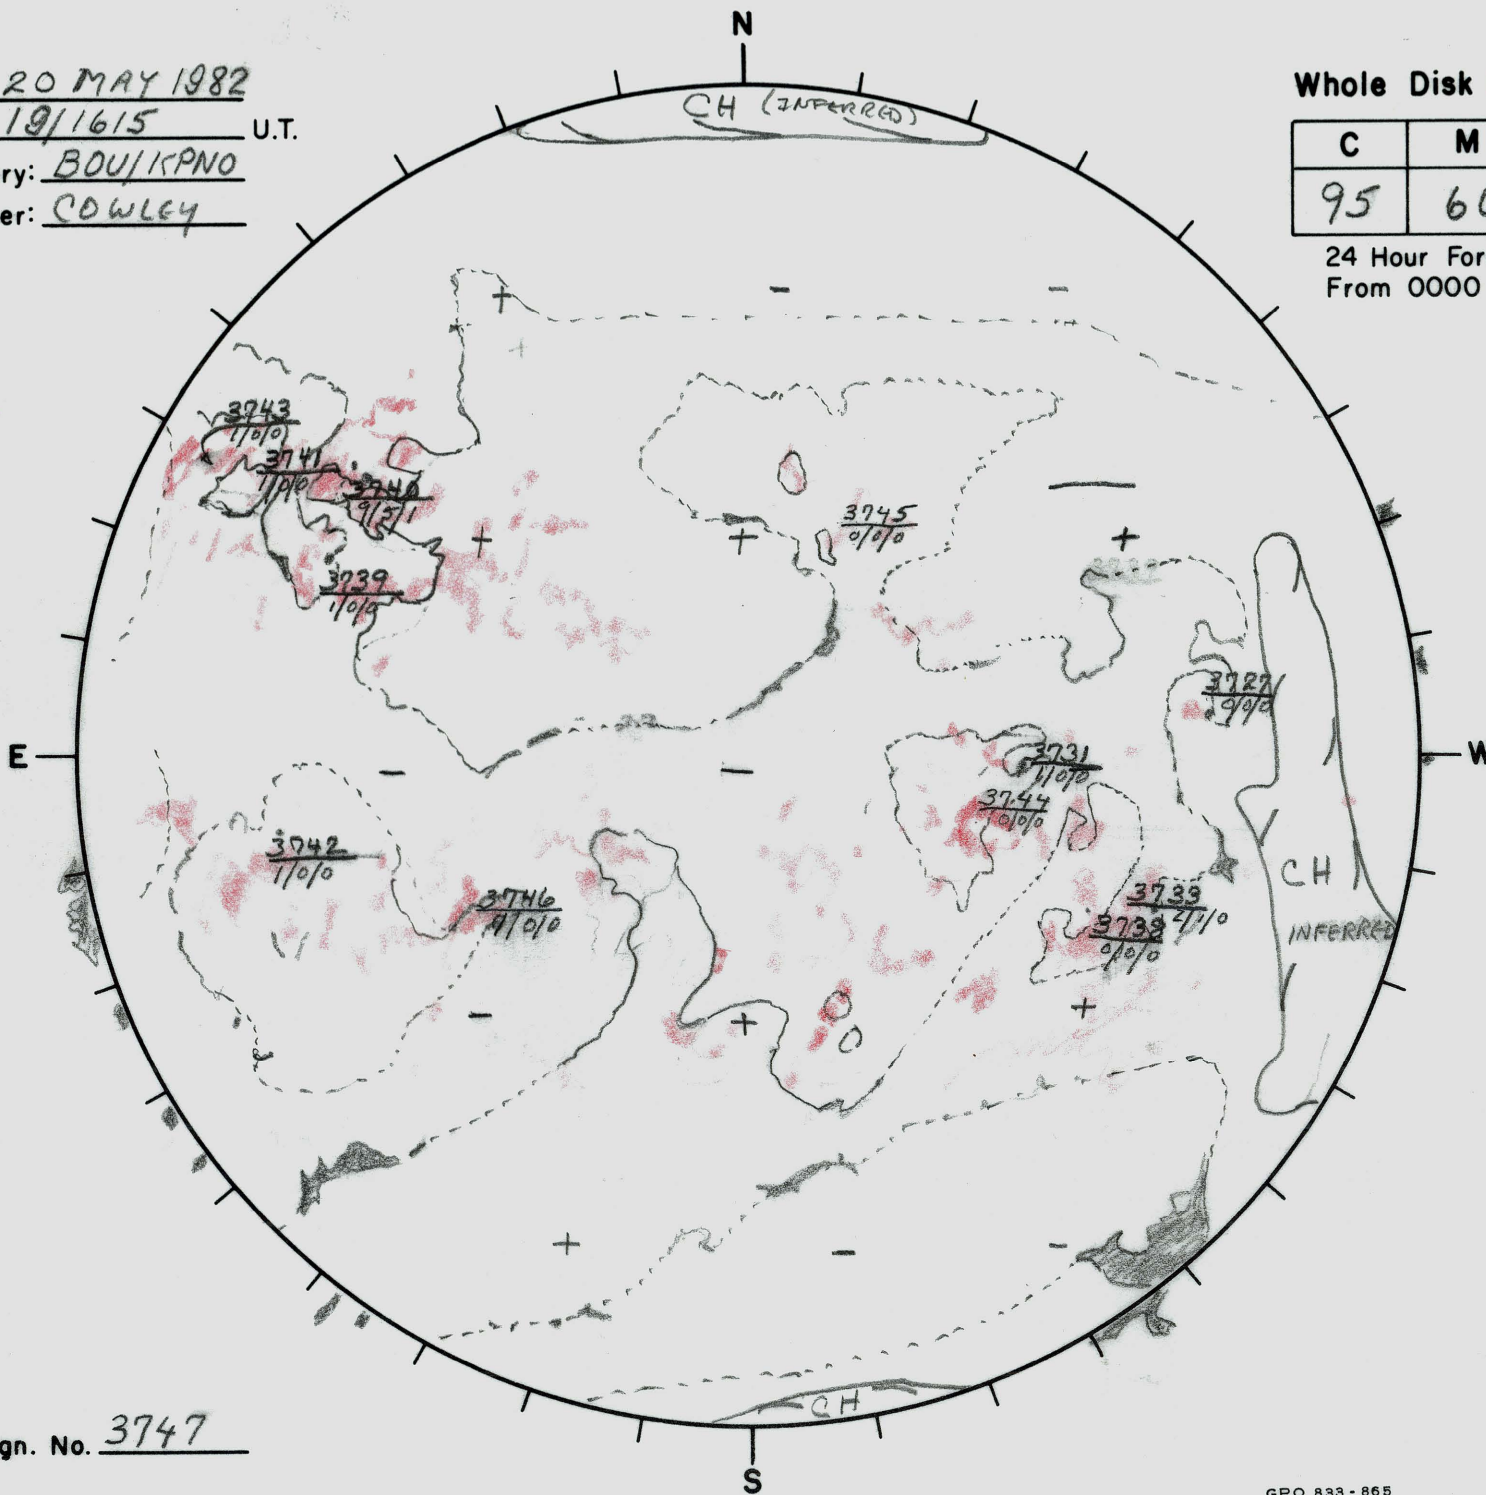 N
20 MAY 1982
19/1615 U.T.
ry: BOU/KPNO
er: COWLEY
CH (INFERRED)
Whole Disk
C M
95 60
24 Hour For
From 0000
3743
1/0/0
3741
1/0/0
3740
9/5/1
3745
0/0/0
3739
1/0/0
3727
9/0/0
E
W
3731
1/0/0
3744
0/0/0
3742
1/0/0
CH
3746
9/0/0
3733
2/1/0
3738
0/0/0
INFERRED
CH
gn. No. 3747
S
GPO 833-865